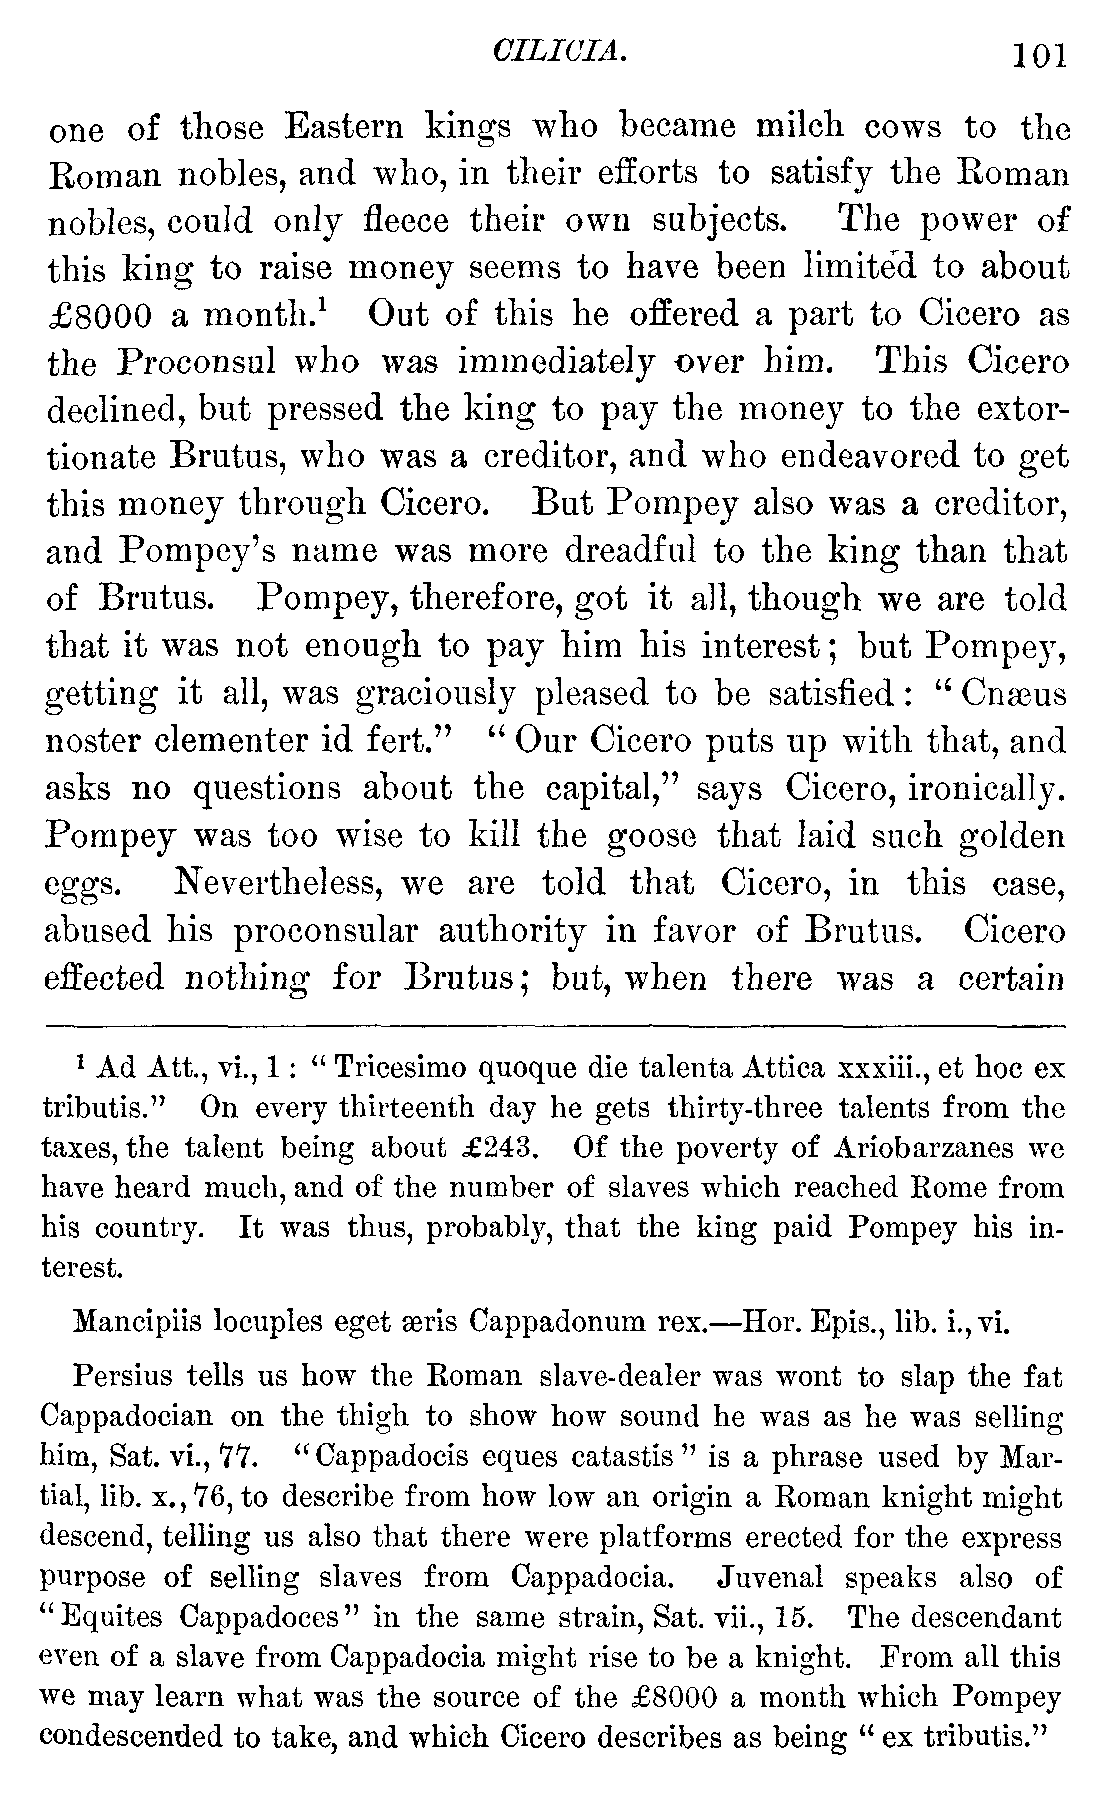 CILICIA. 101
one of those Eastern kings who became milch cows to the
Roman nobles, and who, in their efforts to satisfy the Roman
nobles, could only fleece their own subjects. The power of
this king to raise money seems to have been limited to about
£8000 a month.¹ Out of this he offered a part to Cicero as
the Proconsul who was immediately over him. This Cicero
declined, but pressed the king to pay the money to the extor-
tionate Brutus, who was a creditor, and who endeavored to get
this money through Cicero. But Pompey also was a creditor,
and Pompey's name was more dreadful to the king than that
of Brutus. Pompey, therefore, got it all, though we are told
that it was not enough to pay him his interest; but Pompey,
getting it all, was graciously pleased to be satisfied: "Cnæus
noster clementer id fert." "Our Cicero puts up with that, and
asks no questions about the capital," says Cicero, ironically.
Pompey was too wise to kill the goose that laid such golden
eggs. Nevertheless, we are told that Cicero, in this case,
abused his proconsular authority in favor of Brutus. Cicero
effected nothing for Brutus; but, when there was a certain
¹ Ad Att., vi., 1: "Tricesimo quoque die talenta Attica xxxiii., et hoc ex
tributis." On every thirteenth day he gets thirty-three talents from the
taxes, the talent being about £243. Of the poverty of Ariobarzanes we
have heard much, and of the number of slaves which reached Rome from
his country. It was thus, probably, that the king paid Pompey his in-
terest.
Mancipiis locuples eget æris Cappadonum rex.—Hor. Epis., lib. i., vi.
Persius tells us how the Roman slave-dealer was wont to slap the fat
Cappadocian on the thigh to show how sound he was as he was selling
him, Sat. vi., 77. "Cappadocis eques catastis" is a phrase used by Mar-
tial, lib. x., 76, to describe from how low an origin a Roman knight might
descend, telling us also that there were platforms erected for the express
purpose of selling slaves from Cappadocia. Juvenal speaks also of
"Equites Cappadoces" in the same strain, Sat. vii., 15. The descendant
even of a slave from Cappadocia might rise to be a knight. From all this
we may learn what was the source of the £8000 a month which Pompey
condescended to take, and which Cicero describes as being "ex tributis."